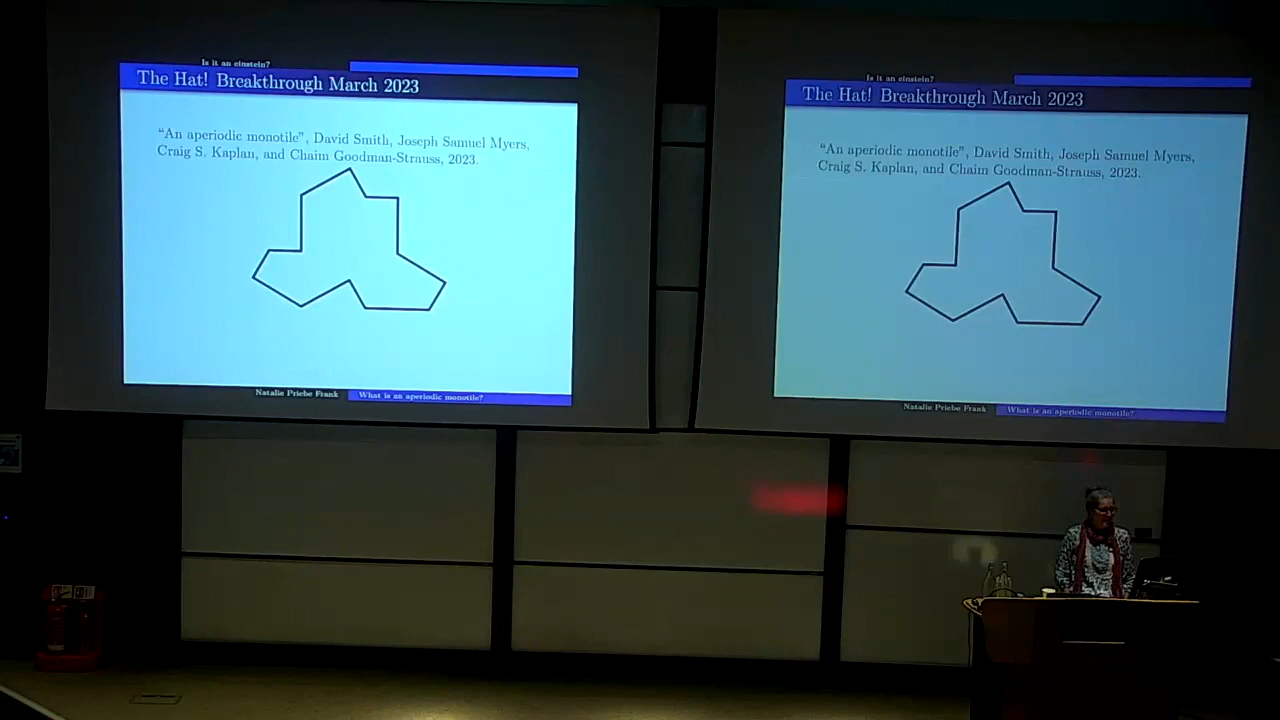 Is it an einstein?
The Hat! Breakthrough March 2023
“An aperiodic monotile”, David Smith, Joseph Samuel Myers,
Craig S. Kaplan, and Chaim Goodman-Strauss, 2023.
Natalie Priebe Frank
What is an aperiodic monotile?
Is it an einstein?
The Hat! Breakthrough March 2023
“An aperiodic monotile”, David Smith, Joseph Samuel Myers,
Craig S. Kaplan, and Chaim Goodman-Strauss, 2023.
Natalie Priebe Frank
What is an aperiodic monotile?